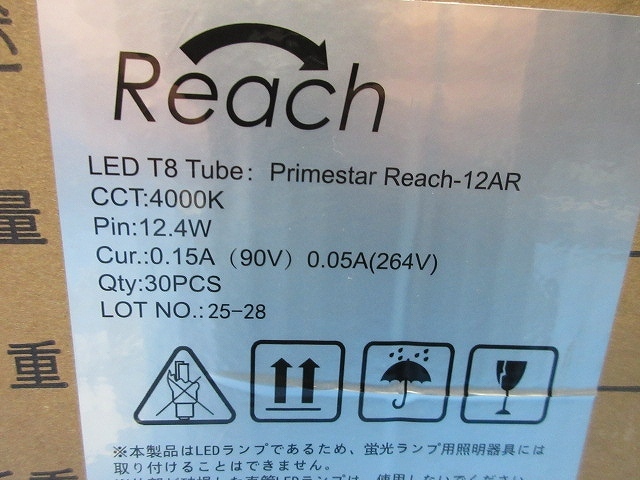 Reach
LED T8 Tube: Primestar Reach-12AR
CCT:4000K
Pin:12.4W
Cur.:0.15A (90V) 0.05A(264V)
Qty:30PCS
LOT NO.:25-28
※本製品はLEDランプであるため、蛍光ランプ用照明器具には
取り付けることはできません。
量
重